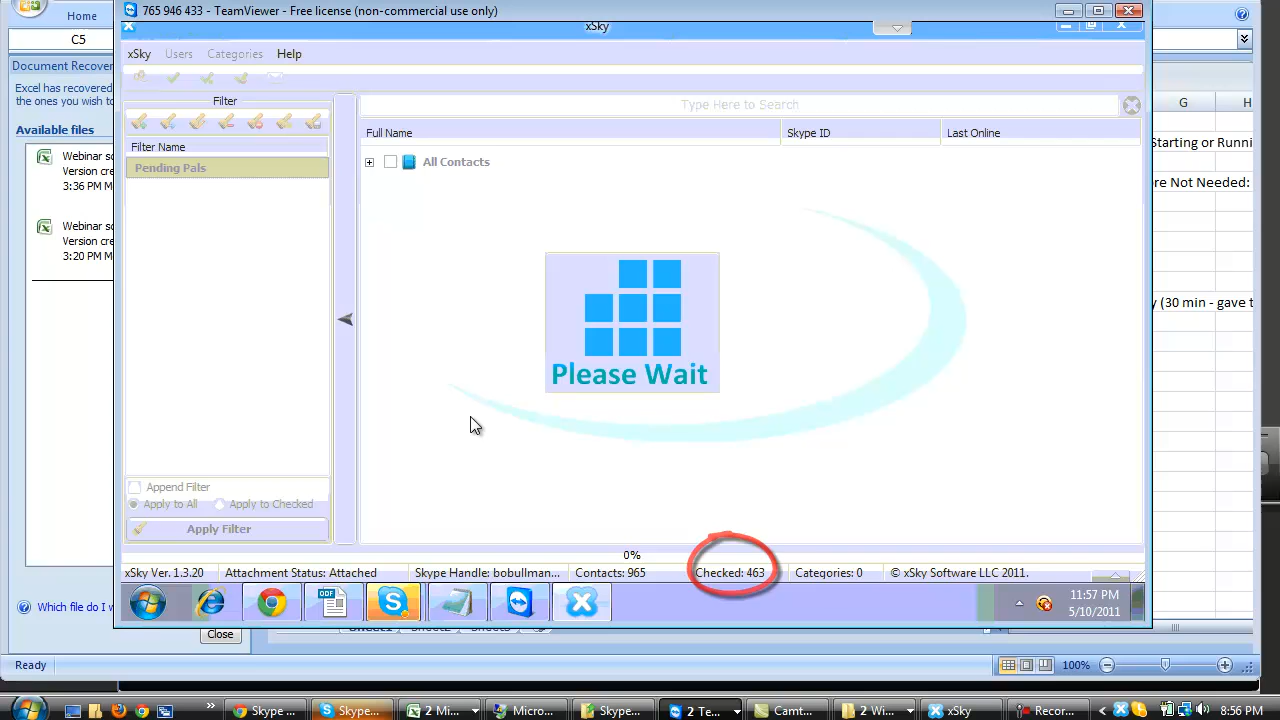 765 946 433 - TeamViewer - Free license (non-commercial use only)
Home
xSky
C5
xSky Users Categories Help
Document Recover
Excel has recovered
the ones you wish to
Filter
Type Here to Search
G H
Available files
Filter Name
Full Name Skype ID Last Online
Starting or Runni
Webinar sc
Version cre
3:36 PM M
Pending Pals
All Contacts
re Not Needed:
Webinar sc
Version cre
3:20 PM M
y (30 min - gave t
Please Wait
Append Filter
Apply to All Apply to Checked
Apply Filter
0%
xSky Ver. 1.3.20 Attachment Status: Attached Skype Handle: bobullman... Contacts: 965 Checked: 463 Categories: 0 © xSky Software LLC 2011.
ODF
11:57 PM
5/10/2011
Which file do I w
Close
Ready
100%
Skype ... Skype... 2 Mi... Micro... Skype... 2 Te... Camt... 2 Wi... xSky Recor... 8:56 PM